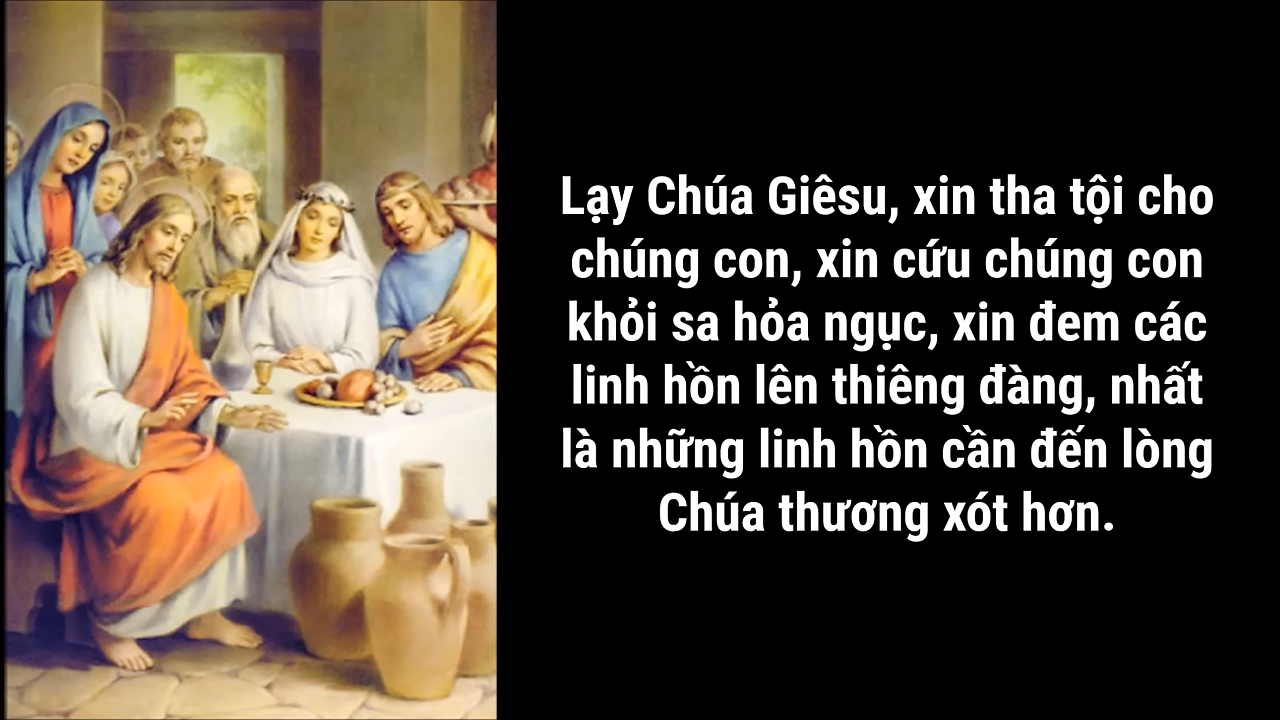 Lạy Chúa Giêsu, xin tha tội cho
chúng con, xin cứu chúng con
khỏi sa hỏa ngục, xin đem các
linh hồn lên thiêng đàng, nhất
là những linh hồn cần đến lòng
Chúa thương xót hơn.